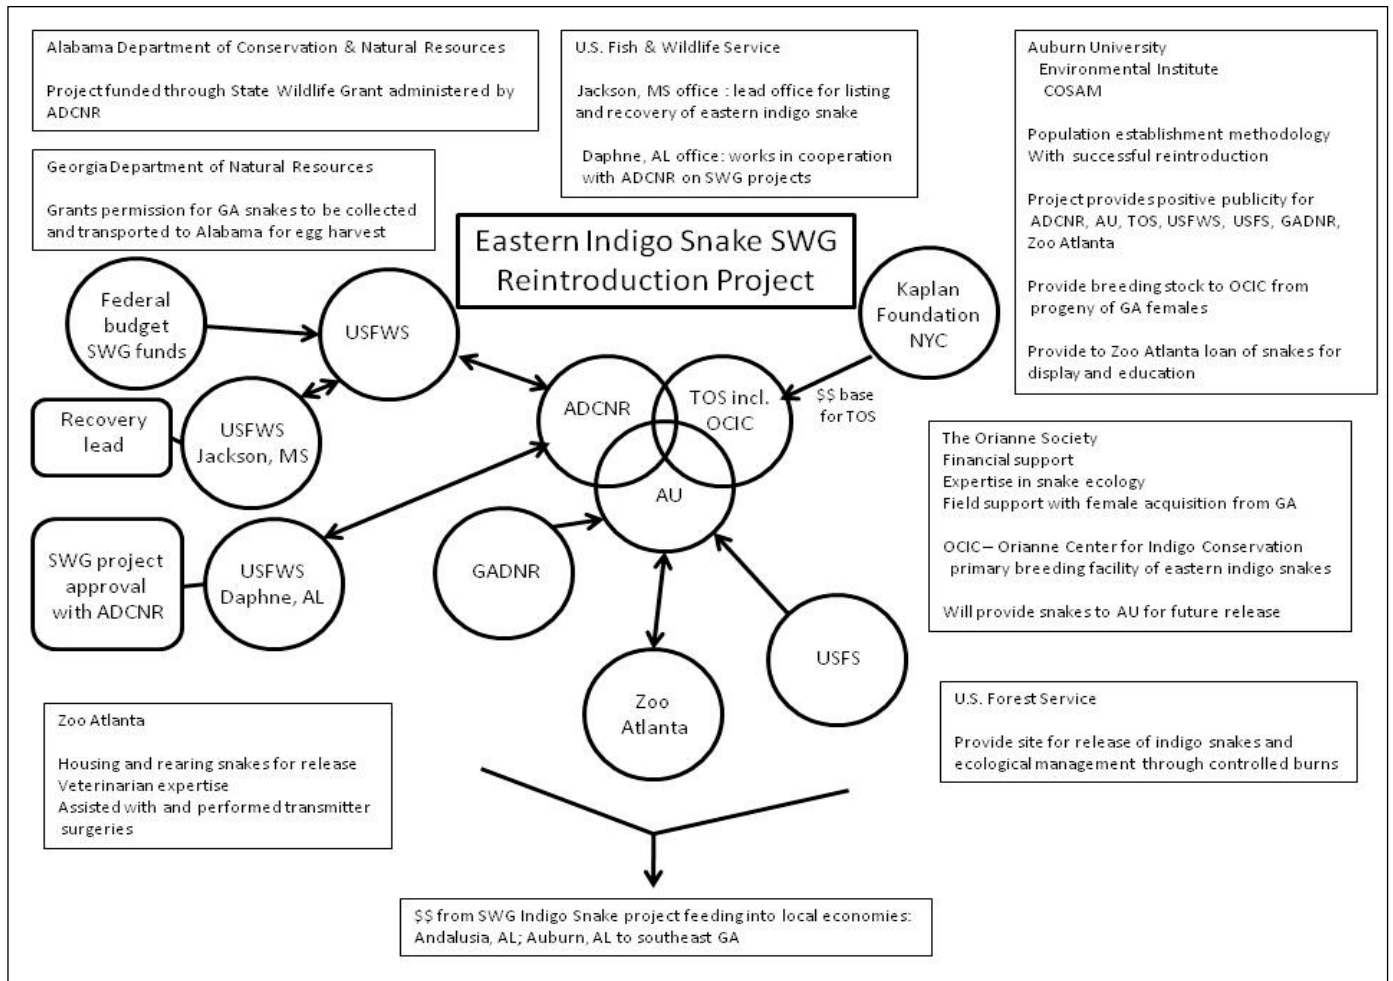 Alabama Department of Conservation & Natural Resources
Project funded through State Wildlife Grant administered by
ADCNR
U.S. Fish & Wildlife Service
Jackson, MS office : lead office for listing
and recovery of eastern indigo snake
Daphne, AL office: works in cooperation
with ADCNR on SWG projects
Auburn University
Environmental Institute
COSAM
Population establishment methodology
With successful reintroduction
Project provides positive publicity for
ADCNR, AU, TOS, USFWS, USFS, GADNR,
Zoo Atlanta
Provide breeding stock to OCIC from
progeny of GA females
Provide to Zoo Atlanta loan of snakes for
display and education
Georgia Department of Natural Resources
Grants permission for GA snakes to be collected
and transported to Alabama for egg harvest
Eastern Indigo Snake SWG
Reintroduction Project
Federal
budget
SWG funds
USFWS
Kaplan
Foundation
NYC
$$ base
for TOS
ADCNR
TOS incl.
OCIC
AU
Recovery
lead
USFWS
Jackson, MS
SWG project
approval
with ADCNR
USFWS
Daphne, AL
GADNR
Zoo
Atlanta
USFS
The Orianne Society
Financial support
Expertise in snake ecology
Field support with female acquisition from GA
OCIC – Orianne Center for Indigo Conservation
primary breeding facility of eastern indigo snakes
Will provide snakes to AU for future release
U.S. Forest Service
Provide site for release of indigo snakes and
ecological management through controlled burns
Zoo Atlanta
Housing and rearing snakes for release
Veterinarian expertise
Assisted with and performed transmitter
surgeries
$$ from SWG Indigo Snake project feeding into local economies:
Andalusia, AL; Auburn, AL to southeast GA